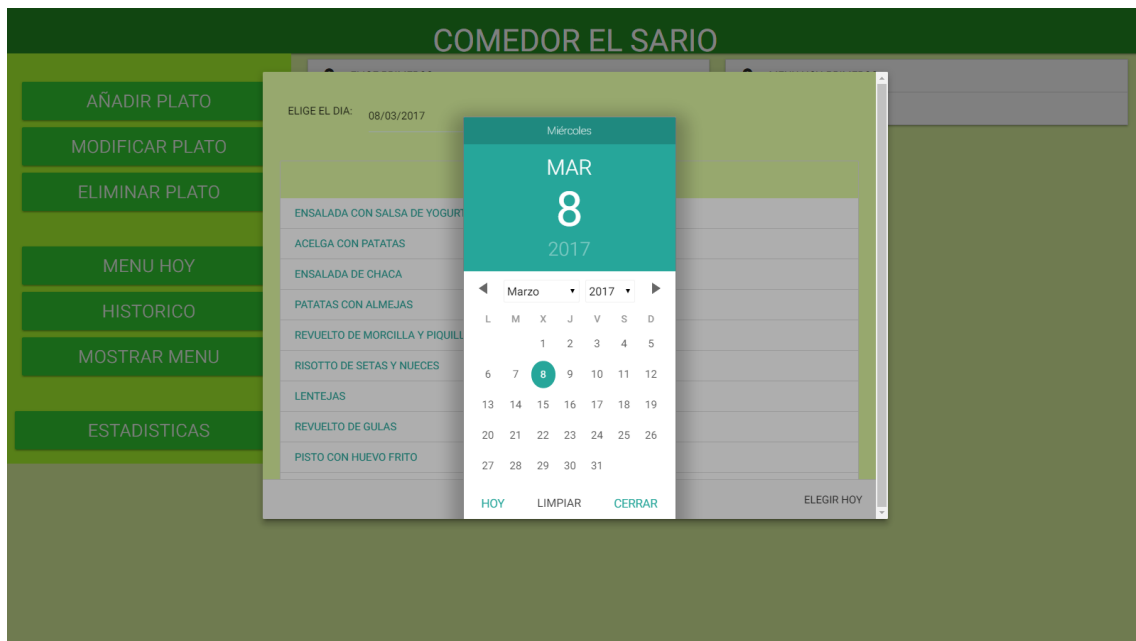 COMEDOR EL SARIO
AÑADIR PLATO
MODIFICAR PLATO
ELIMINAR PLATO
MENU HOY
HISTORICO
MOSTRAR MENU
ESTADISTICAS
ELIGE EL DIA: 08/03/2017
ENSALADA CON SALSA DE YOGURT
ACELGA CON PATATAS
ENSALADA DE CHACA
PATATAS CON ALMEJAS
REVUELTO DE MORCILLA Y PIQUILL
RISOTTO DE SETAS Y NUECES
LENTEJAS
REVUELTO DE GULAS
PISTO CON HUEVO FRITO
Miércoles
MAR
8
2017
Marzo 2017
L M X J V S D
1 2 3 4 5
6 7 8 9 10 11 12
13 14 15 16 17 18 19
20 21 22 23 24 25 26
27 28 29 30 31
HOY LIMPIAR CERRAR
ELEGIR HOY